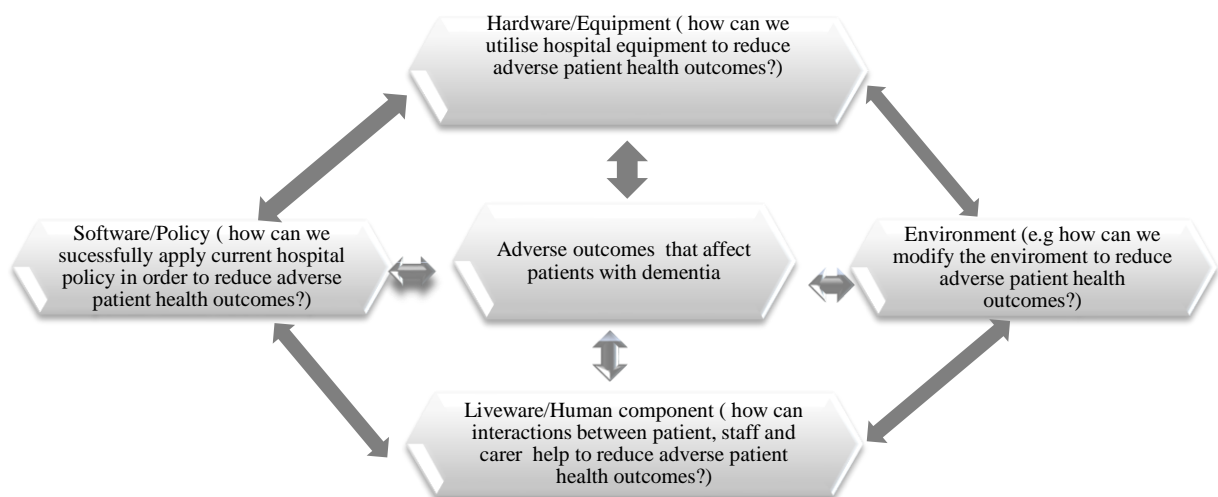 Hardware/Equipment ( how can we
utilise hospital equipment to reduce
adverse patient health outcomes?)
Software/Policy ( how can we
sucessfully apply current hospital
policy in order to reduce adverse
patient health outcomes?)
Adverse outcomes that affect
patients with dementia
Environment (e.g how can we
modify the enviroment to reduce
adverse patient health
outcomes?)
Liveware/Human component ( how can
interactions between patient, staff and
carer help to reduce adverse patient
health outcomes?)